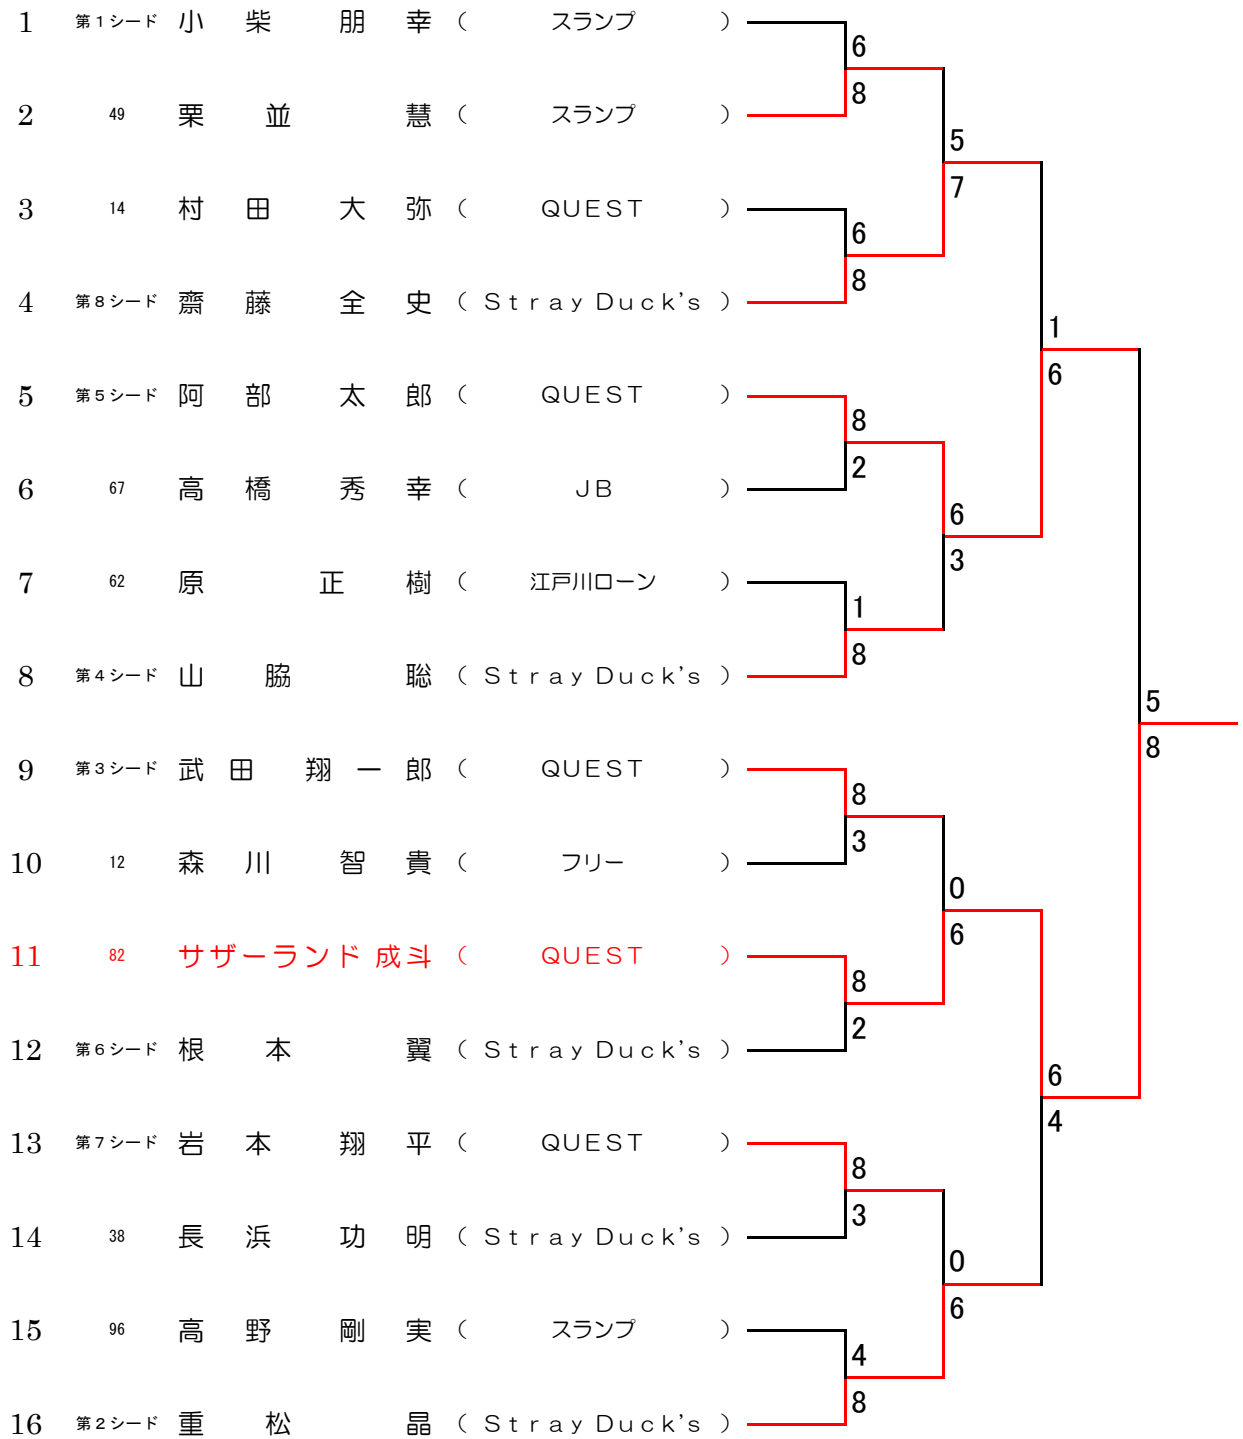 1 第1シード 小柴 朋幸 ( スランプ )
6
8
2 49 栗並 慧 ( スランプ )
5
7
3 14 村田 大弥 ( QUEST )
6
8
4 第8シード 齋藤 全史 ( Stray Duck's )
1
6
5 第5シード 阿部 太郎 ( QUEST )
8
2
6 67 高橋 秀幸 ( JB )
6
3
7 62 原 正樹 ( 江戸川ローン )
1
8
8 第4シード 山脇 聡 ( Stray Duck's )
5
8
9 第3シード 武田 翔一郎 ( QUEST )
8
3
10 12 森川 智貴 ( フリー )
0
6
11 82 サザーランド 成斗 ( QUEST )
8
2
12 第6シード 根本 翼 ( Stray Duck's )
6
4
13 第7シード 岩本 翔平 ( QUEST )
8
3
14 38 長浜 功明 ( Stray Duck's )
0
6
15 96 高野 剛実 ( スランプ )
4
8
16 第2シード 重松 晶 ( Stray Duck's )